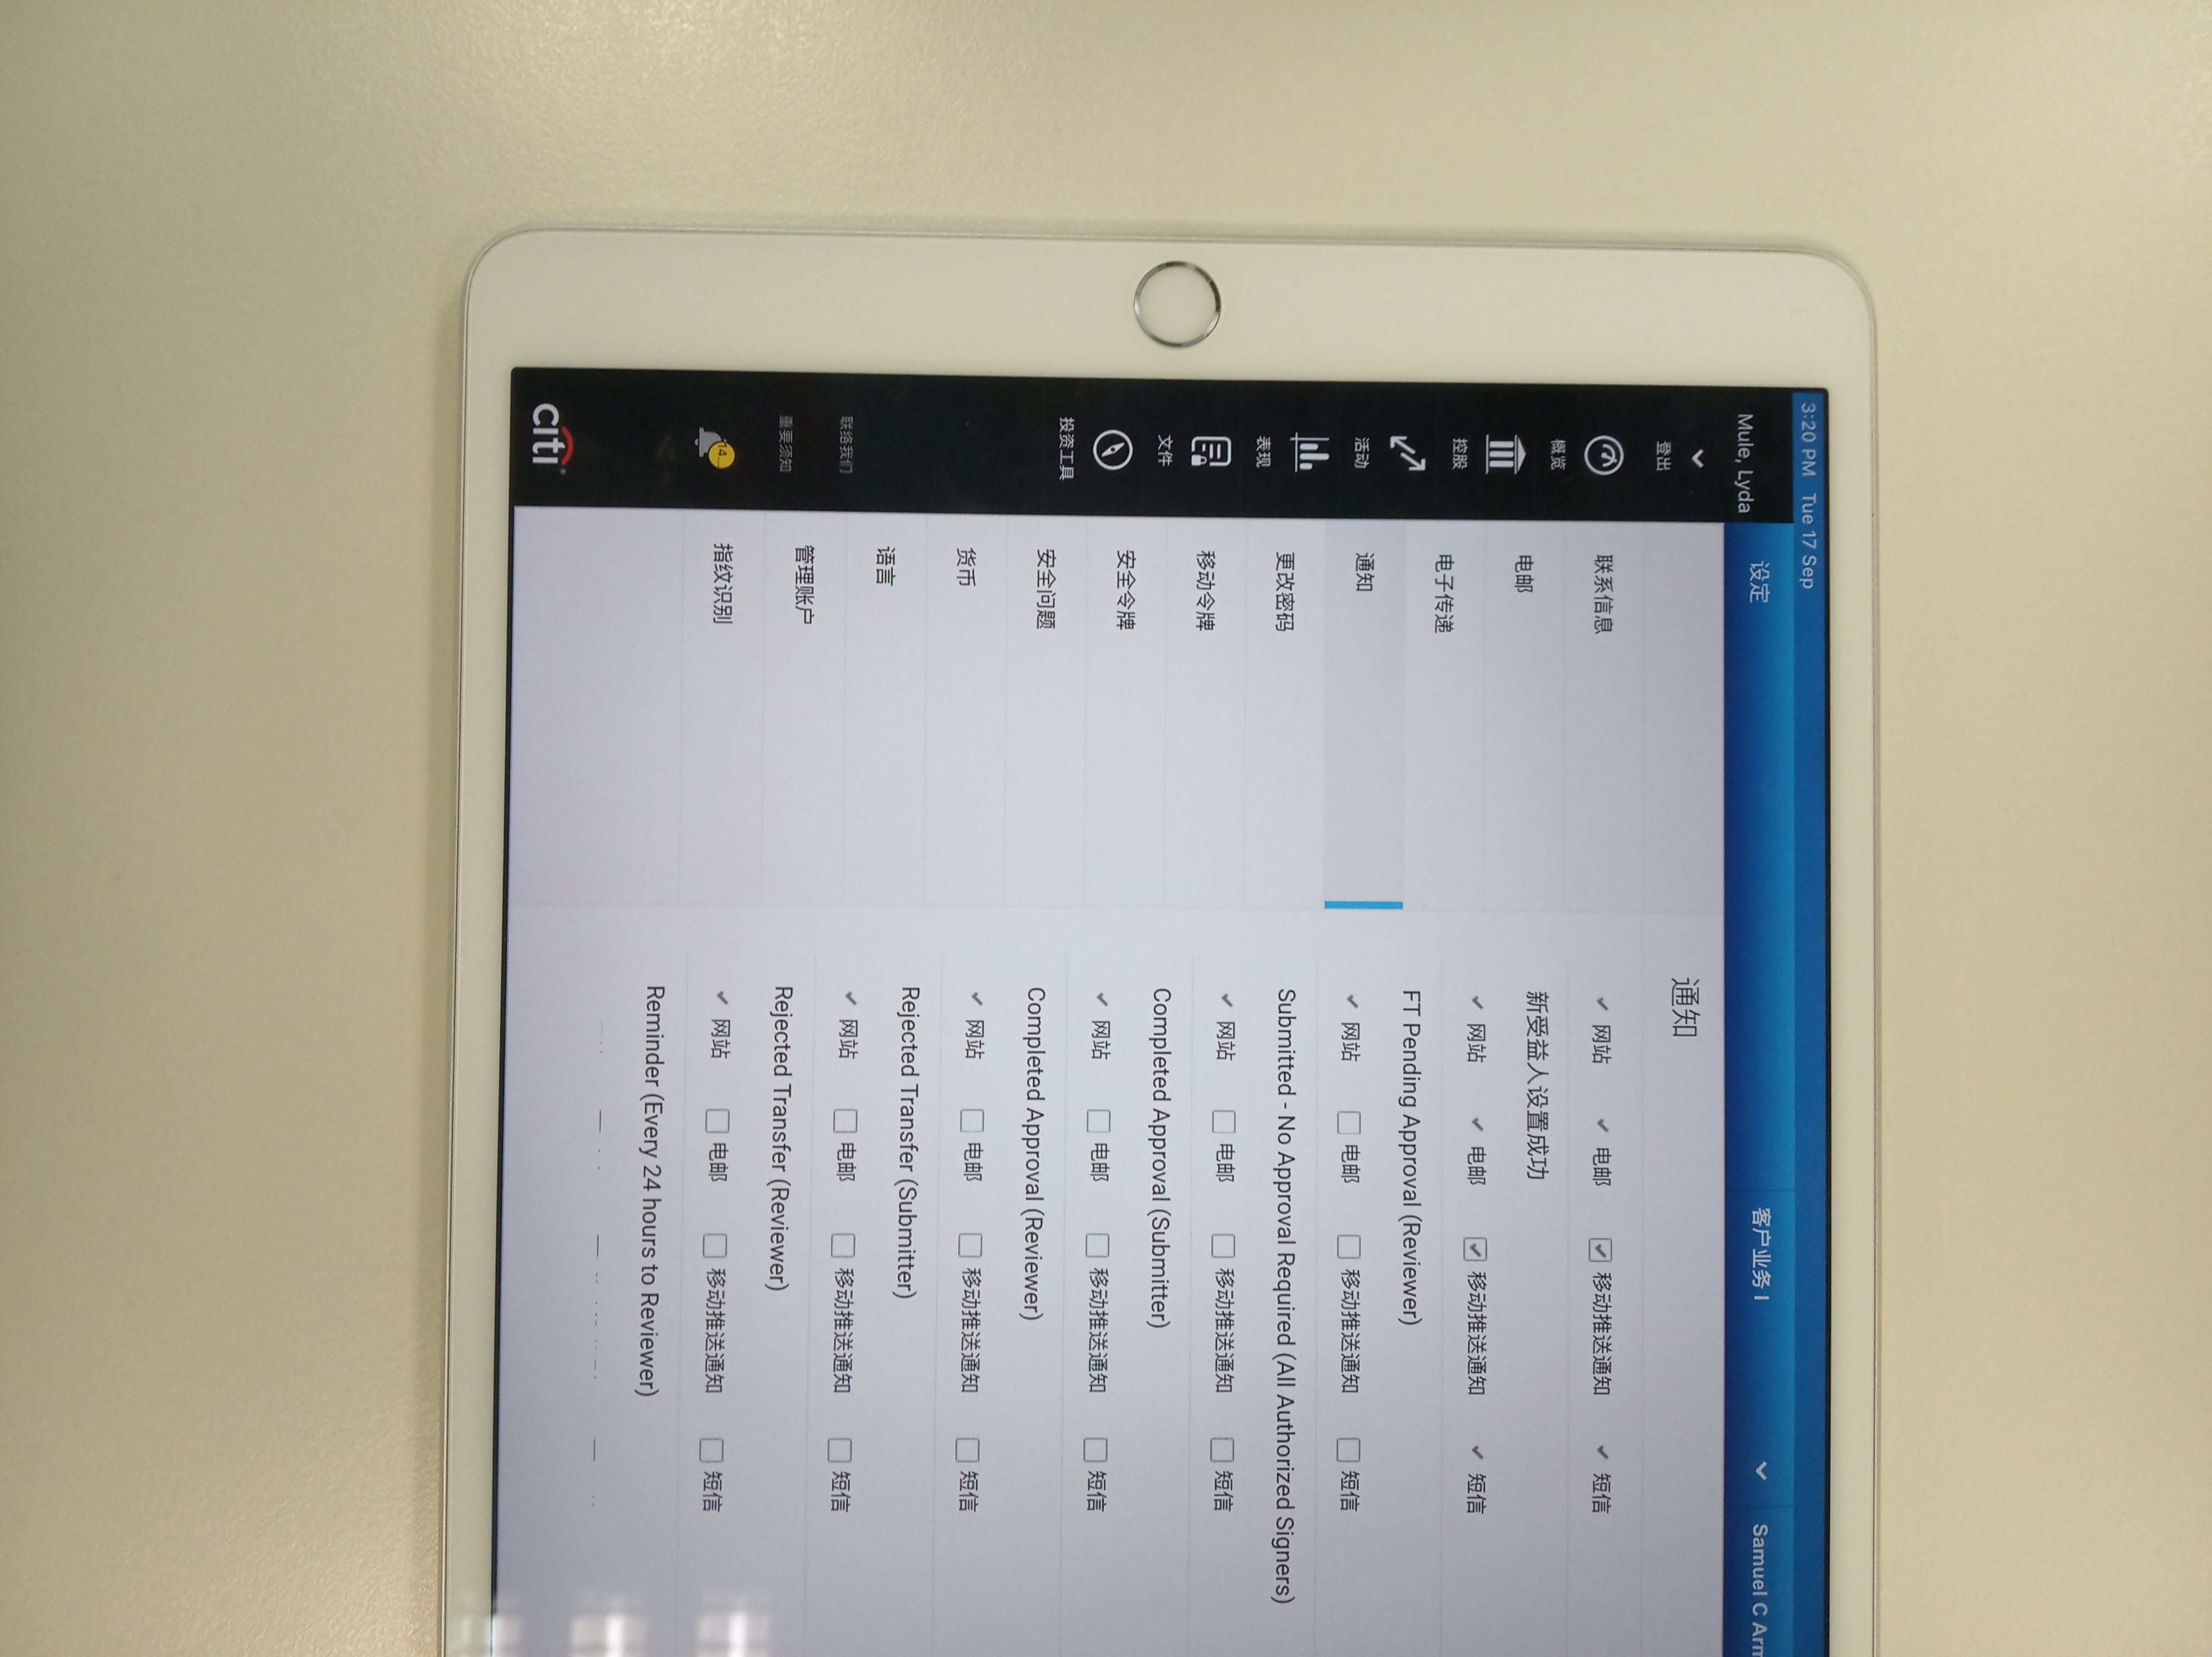 3:20 PM Tue 17 Sep
Mule, Lyda
登出
概览
控股
活动
表现
文件
投资工具
联络我们
重要须知
14...
citi
设定
客户业务 I
Samuel C Arm
联系信息
电邮
电子传递
通知
更改密码
移动令牌
安全令牌
安全问题
货币
语言
管理账户
指纹识别
通知
网站 电邮 移动推送通知 短信
新受益人设置成功
网站 电邮 移动推送通知 短信
FT Pending Approval (Reviewer)
网站 电邮 移动推送通知 短信
Submitted - No Approval Required (All Authorized Signers)
网站 电邮 移动推送通知 短信
Completed Approval (Submitter)
网站 电邮 移动推送通知 短信
Completed Approval (Reviewer)
网站 电邮 移动推送通知 短信
Rejected Transfer (Submitter)
网站 电邮 移动推送通知 短信
Rejected Transfer (Reviewer)
网站 电邮 移动推送通知 短信
Reminder (Every 24 hours to Reviewer)